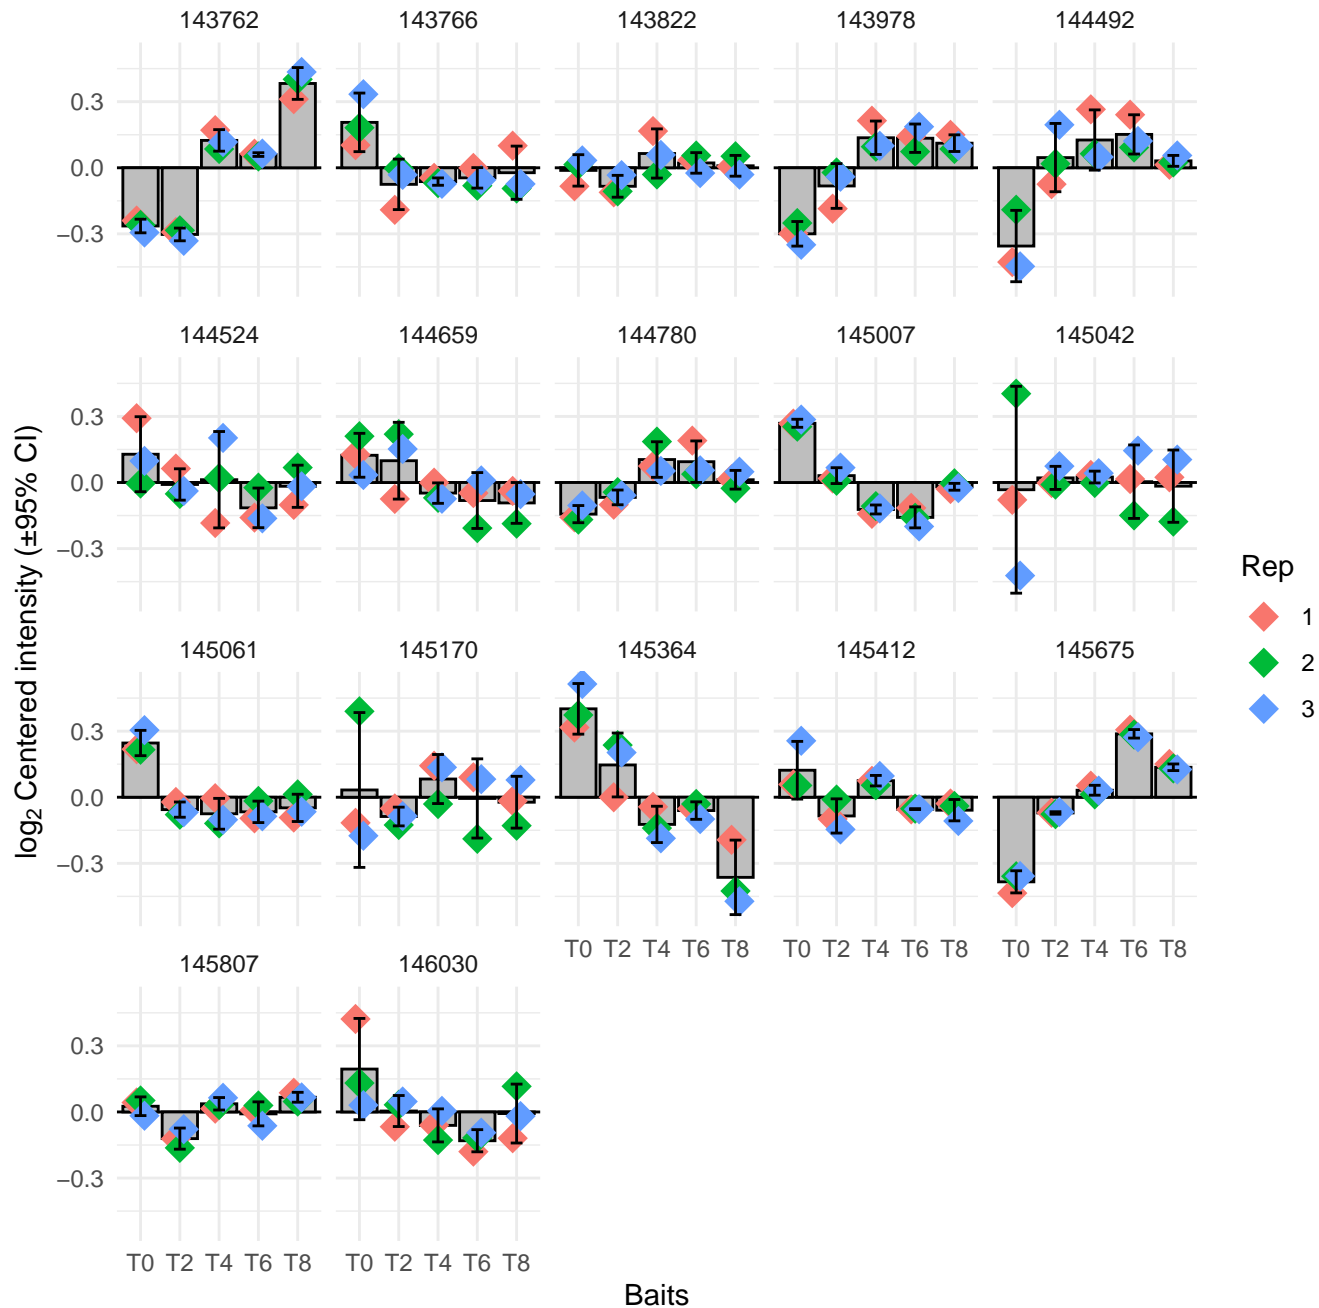 143762 143766 143822 143978 144492
0.3
0.0
−0.3
144524 144659 144780 145007 145042
0.3
0.0
−0.3
145061 145170 145364 145412 145675
0.3
0.0
−0.3
T0 T2 T4 T6 T8 T0 T2 T4 T6 T8 T0 T2 T4 T6 T8
145807 146030
0.3
0.0
−0.3
T0 T2 T4 T6 T8 T0 T2 T4 T6 T8
Baits
log₂ Centered intensity (±95% CI)
Rep
1
2
3